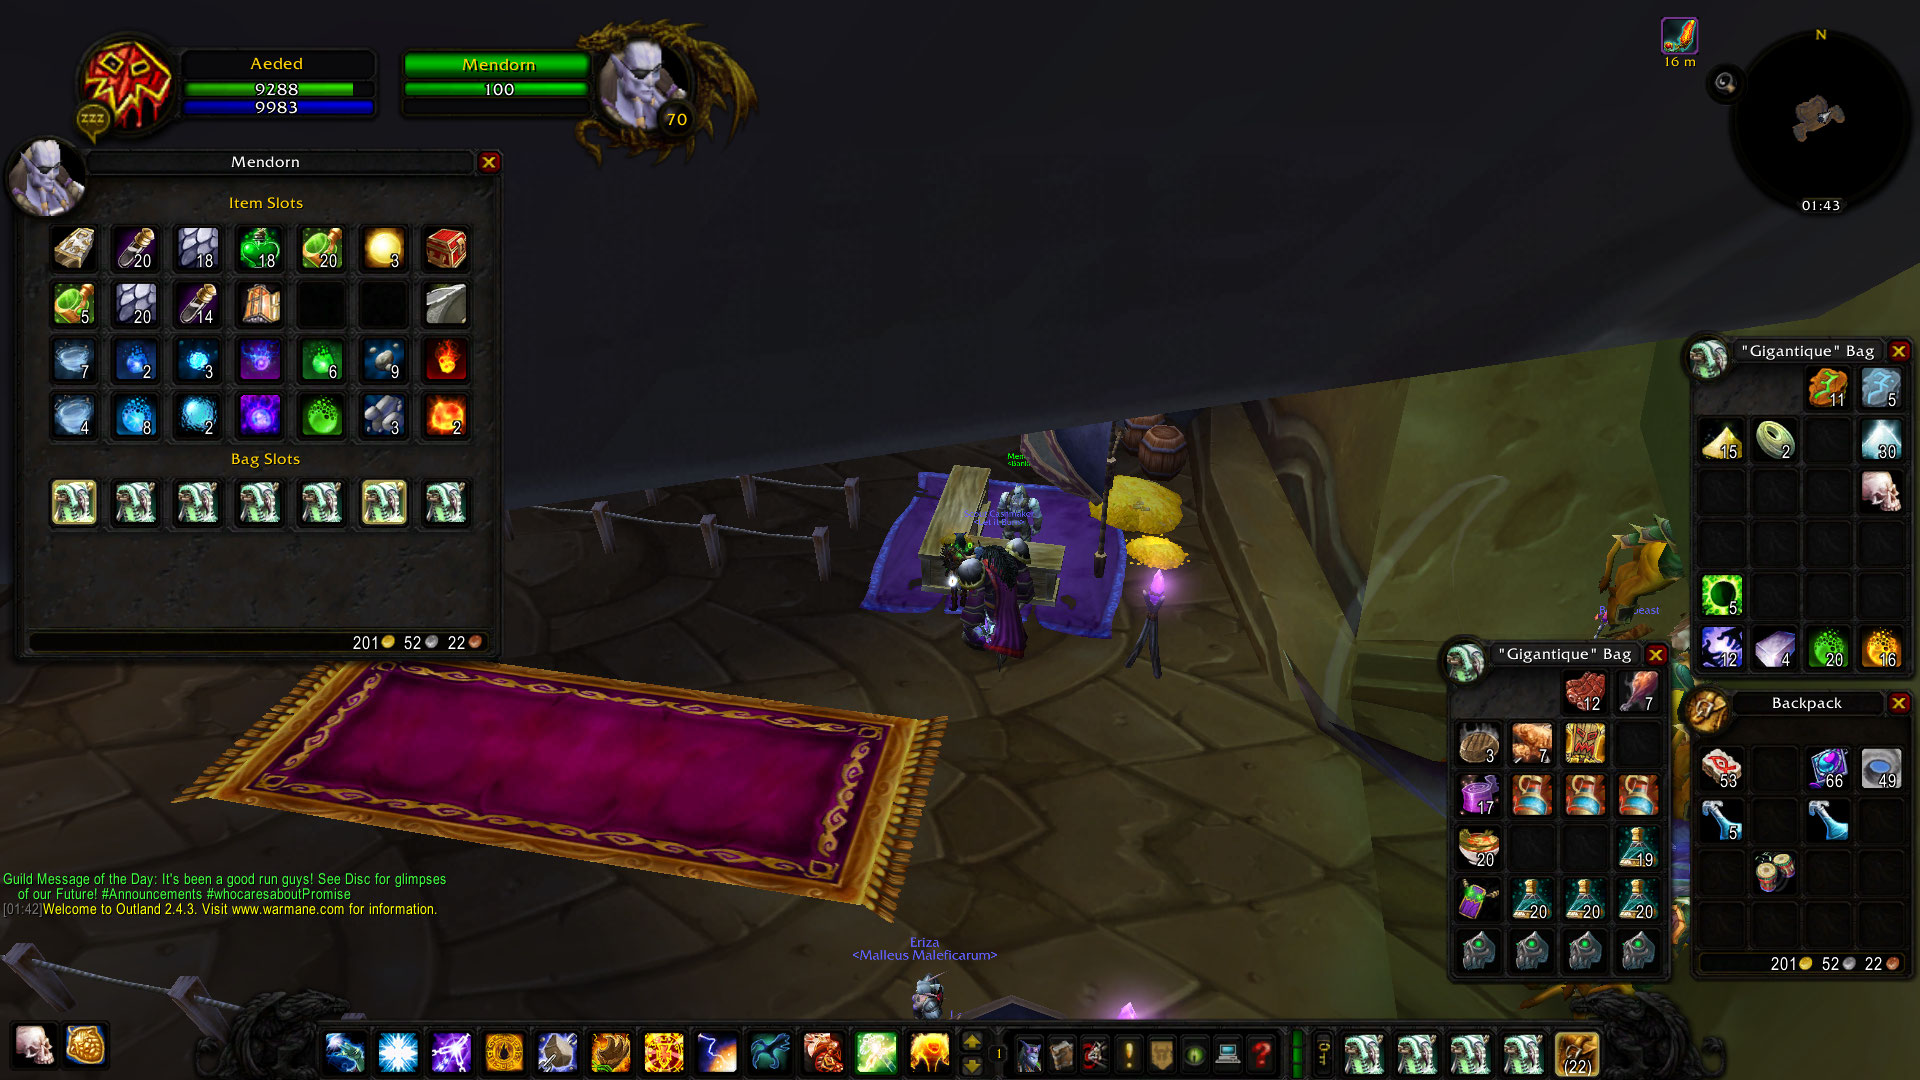 Aeded
9288
9983
zzz
Mendorn
100
70
16 m
N
01:43
Mendorn
Item Slots
20 18 18 20 3
5 20 14
7 2 3 6 9
4 8 2 3 2
Bag Slots
201 52 22
"Gigantique" Bag
11 5
15 2 30
5
12 4 20 16
"Gigantique" Bag
12 7
3 7
17
20 19
20 20 20
Backpack
53 66 49
5
201 52 22
Guild Message of the Day: It's been a good run guys! See Disc for glimpses
of our Future! #Announcements #whocaresaboutPromise
[01:42]Welcome to Outland 2.4.3. Visit www.warmane.com for information.
Eriza
<Malleus Maleficarum>
1
(22)